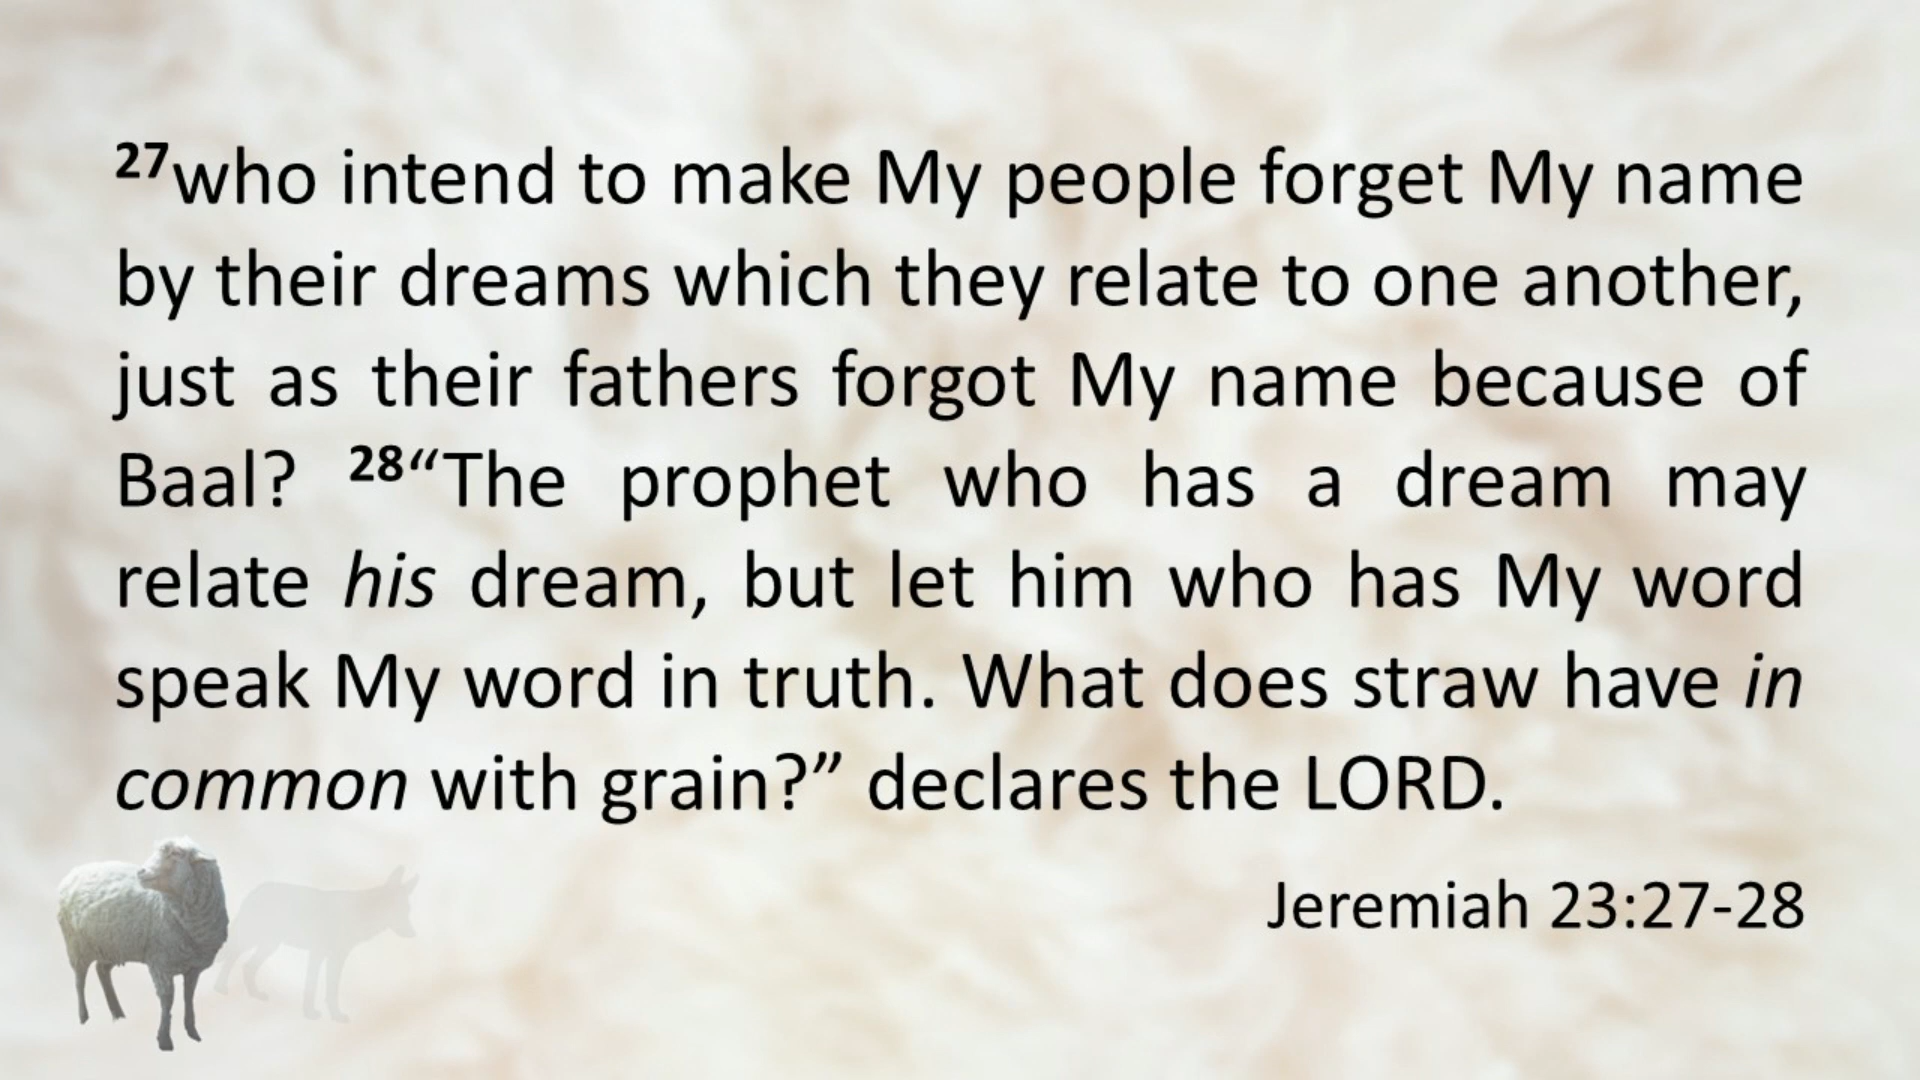 27who intend to make My people forget My name
by their dreams which they relate to one another,
just as their fathers forgot My name because of
Baal? 28“The prophet who has a dream may
relate his dream, but let him who has My word
speak My word in truth. What does straw have in
common with grain?” declares the LORD.
Jeremiah 23:27-28